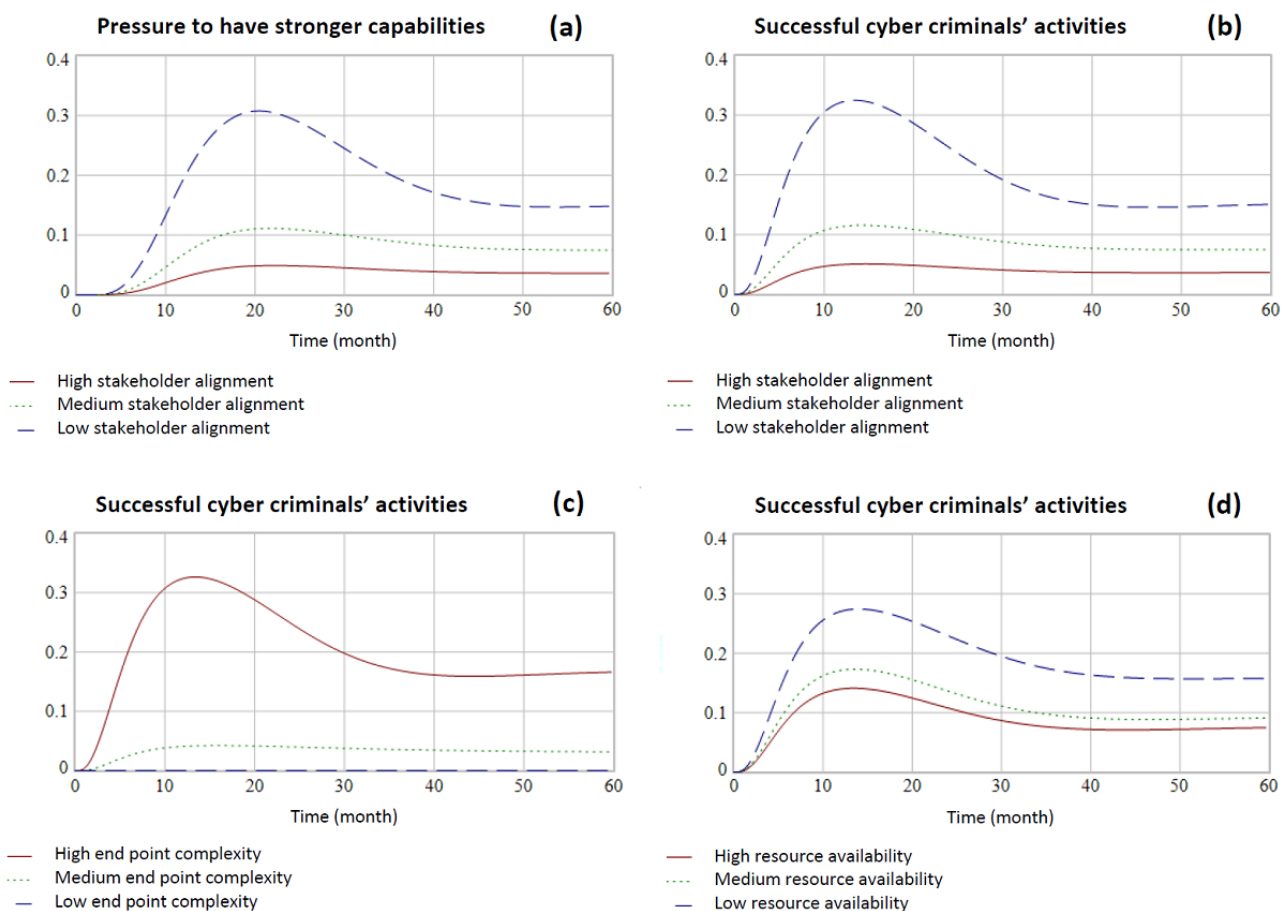 Pressure to have stronger capabilities (a)
0.4
0.3
0.2
0.1
0
0 10 20 30 40 50 60
Time (month)
High stakeholder alignment
Medium stakeholder alignment
Low stakeholder alignment
Successful cyber criminals’ activities (b)
0.4
0.3
0.2
0.1
0
0 10 20 30 40 50 60
Time (month)
High stakeholder alignment
Medium stakeholder alignment
Low stakeholder alignment
Successful cyber criminals’ activities (c)
0.4
0.3
0.2
0.1
0
0 10 20 30 40 50 60
Time (month)
High end point complexity
Medium end point complexity
Low end point complexity
Successful cyber criminals’ activities (d)
0.4
0.3
0.2
0.1
0
0 10 20 30 40 50 60
Time (month)
High resource availability
Medium resource availability
Low resource availability